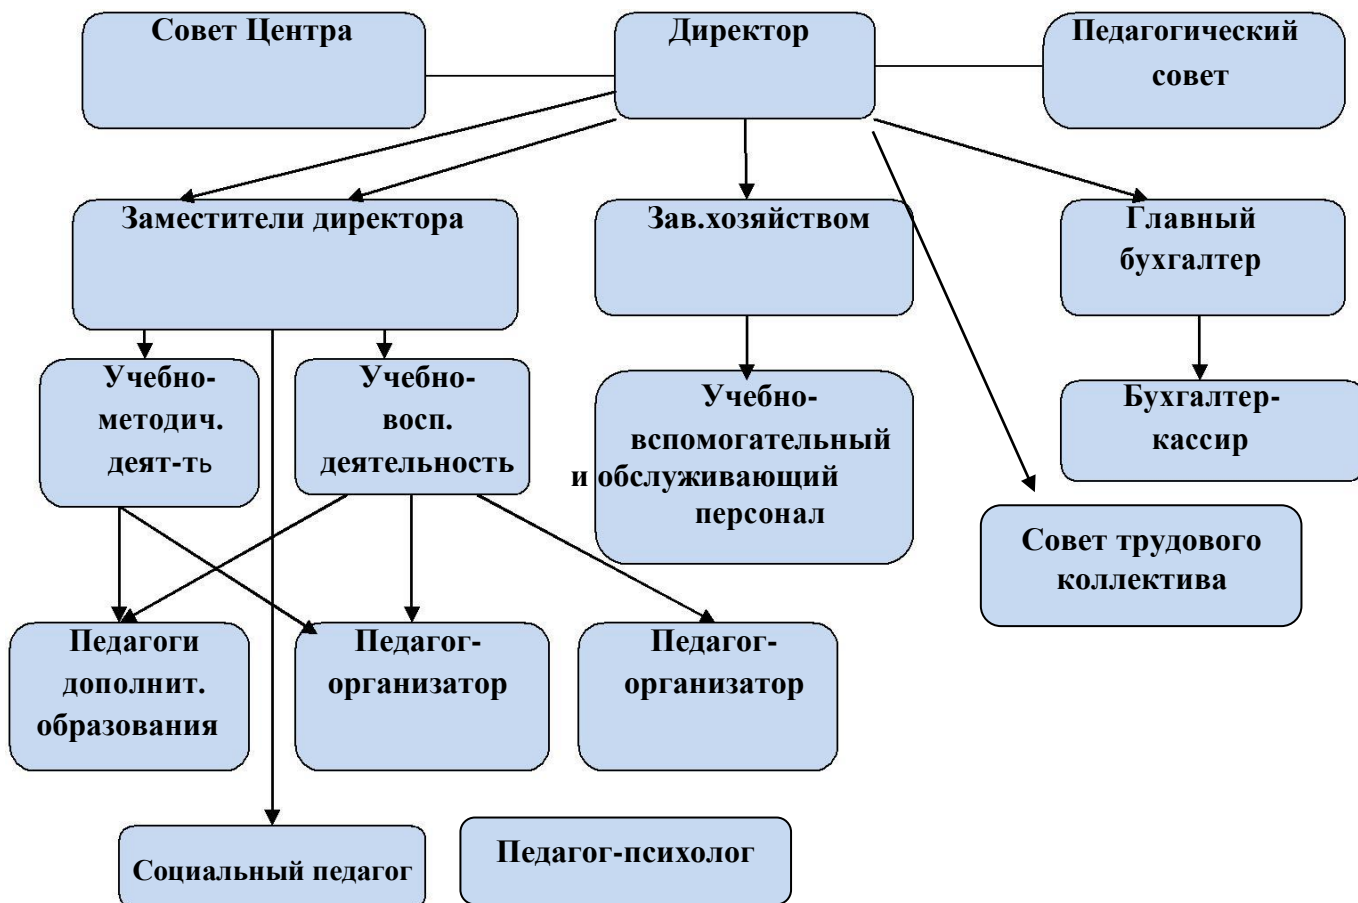 Совет Центра
Директор
Педагогический
совет
Заместители директора
Зав.хозяйством
Главный
бухгалтер
Учебно-
методич.
деят-ть
Учебно-
восп.
деятельность
Учебно-
вспомогательный
и обслуживающий
персонал
Бухгалтер-
кассир
Совет трудового
коллектива
Педагоги
дополнит.
образования
Педагог-
организатор
Педагог-
организатор
Социальный педагог
Педагог-психолог